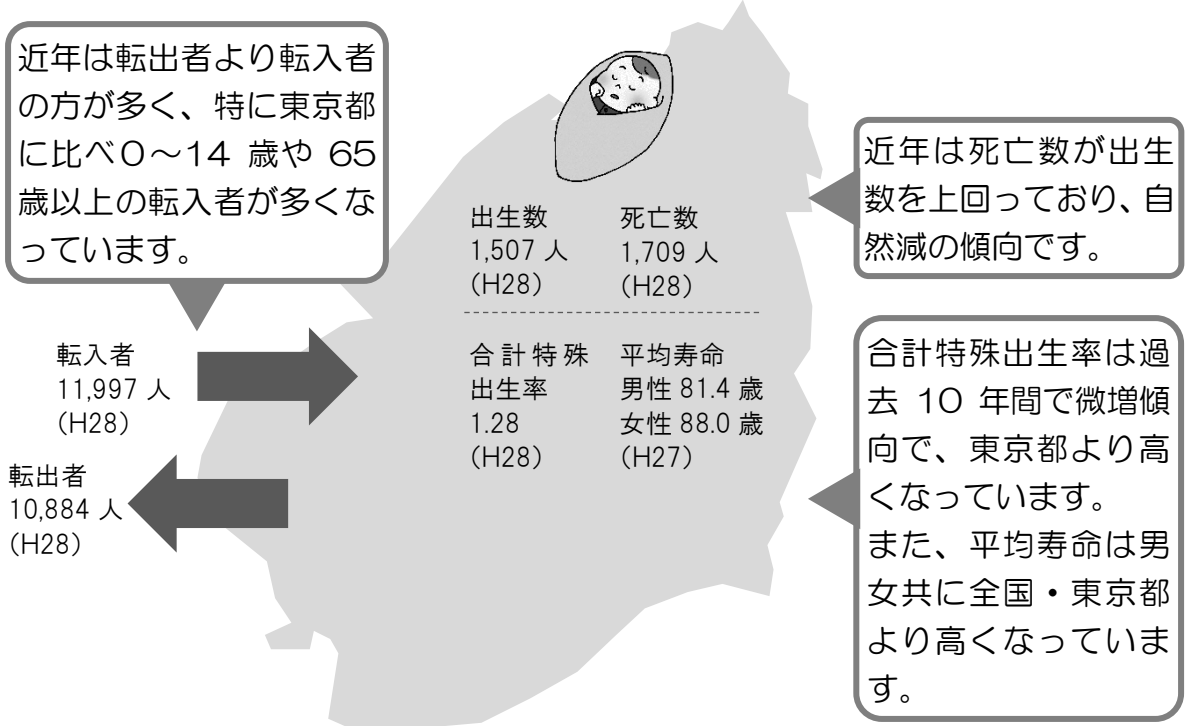 近年は転出者より転入者
の方が多く、特に東京都
に比べ０～14 歳や 65
歳以上の転入者が多くな
っています。
転入者
11,997 人
(H28)
転出者
10,884 人
(H28)
出生数
1,507 人
(H28)
死亡数
1,709 人
(H28)
合計特殊
出生率
1.28
(H28)
平均寿命
男性 81.4 歳
女性 88.0 歳
(H27)
近年は死亡数が出生
数を上回っており、自
然減の傾向です。
合計特殊出生率は過
去 10 年間で微増傾
向で、東京都より高
くなっています。
また、平均寿命は男
女共に全国・東京都
より高くなっていま
す。